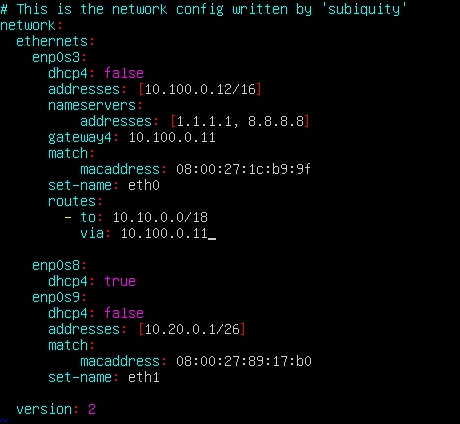 # This is the network config written by 'subiquity'
network:
  ethernets:
    enp0s3:
      dhcp4: false
      addresses: [10.100.0.12/16]
      nameservers:
          addresses: [1.1.1.1, 8.8.8.8]
      gateway4: 10.100.0.11
      match:
          macaddress: 08:00:27:1c:b9:9f
      set-name: eth0
      routes:
        - to: 10.10.0.0/18
          via: 10.100.0.11
    enp0s8:
      dhcp4: true
    enp0s9:
      dhcp4: false
      addresses: [10.20.0.1/26]
      match:
          macaddress: 08:00:27:89:17:b0
      set-name: eth1
  version: 2
~